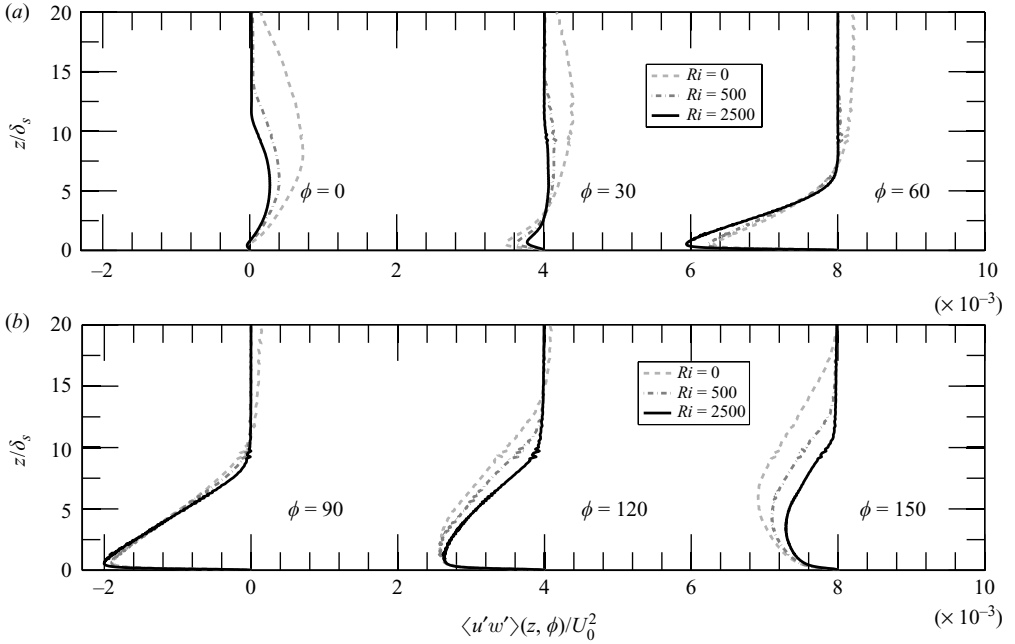 (a)
20
15
10
5
0
z/δs
Ri = 0
Ri = 500
Ri = 2500
ϕ = 0
ϕ = 30
ϕ = 60
–2 0 2 4 6 8 10
(× 10–3)
(b)
20
15
10
5
0
z/δs
Ri = 0
Ri = 500
Ri = 2500
ϕ = 90
ϕ = 120
ϕ = 150
–2 0 2 4 6 8 10
⟨u′w′⟩(z, ϕ)/U₀²
(× 10–3)